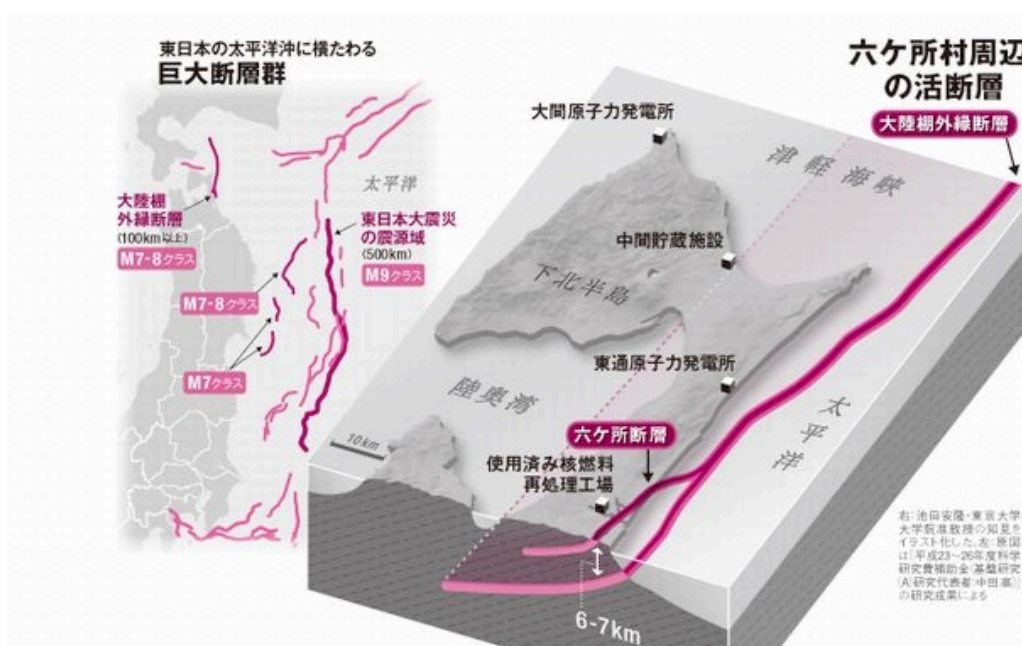 東日本の太平洋沖に横たわる
巨大断層群
太平洋
大陸棚
外縁断層
(100km以上)
M7-8クラス
東日本大震災
の震源域
(500km)
M9クラス
M7-8クラス
M7クラス
六ケ所村周辺
の活断層
大陸棚外縁断層
大間原子力発電所
津軽海峡
中間貯蔵施設
下北半島
東通原子力発電所
陸奥湾
太平洋
六ケ所断層
10km
使用済み核燃料
再処理工場
6-7km
右:池田安隆・東京大学
大学院准教授の知見を
イラスト化した。左:原図
は「平成23〜26年度科学
研究費補助金(基盤研究
(A)研究代表者:中田高)」
の研究成果による